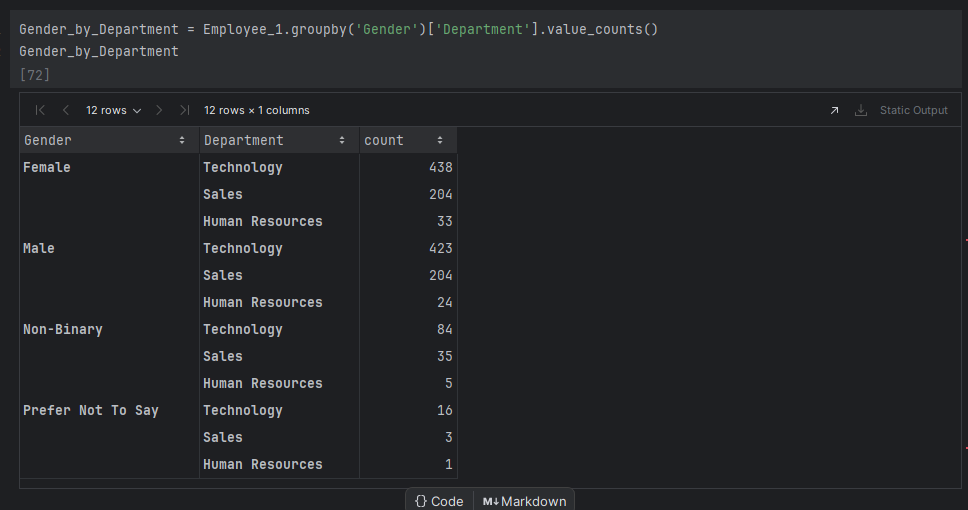 Gender_by_Department = Employee_1.groupby('Gender')['Department'].value_counts()
Gender_by_Department
[72]
12 rows 12 rows × 1 columns Static Output
Gender Department count
Female Technology 438
Sales 204
Human Resources 33
Male Technology 423
Sales 204
Human Resources 24
Non-Binary Technology 84
Sales 35
Human Resources 5
Prefer Not To Say Technology 16
Sales 3
Human Resources 1
{} Code M↓ Markdown